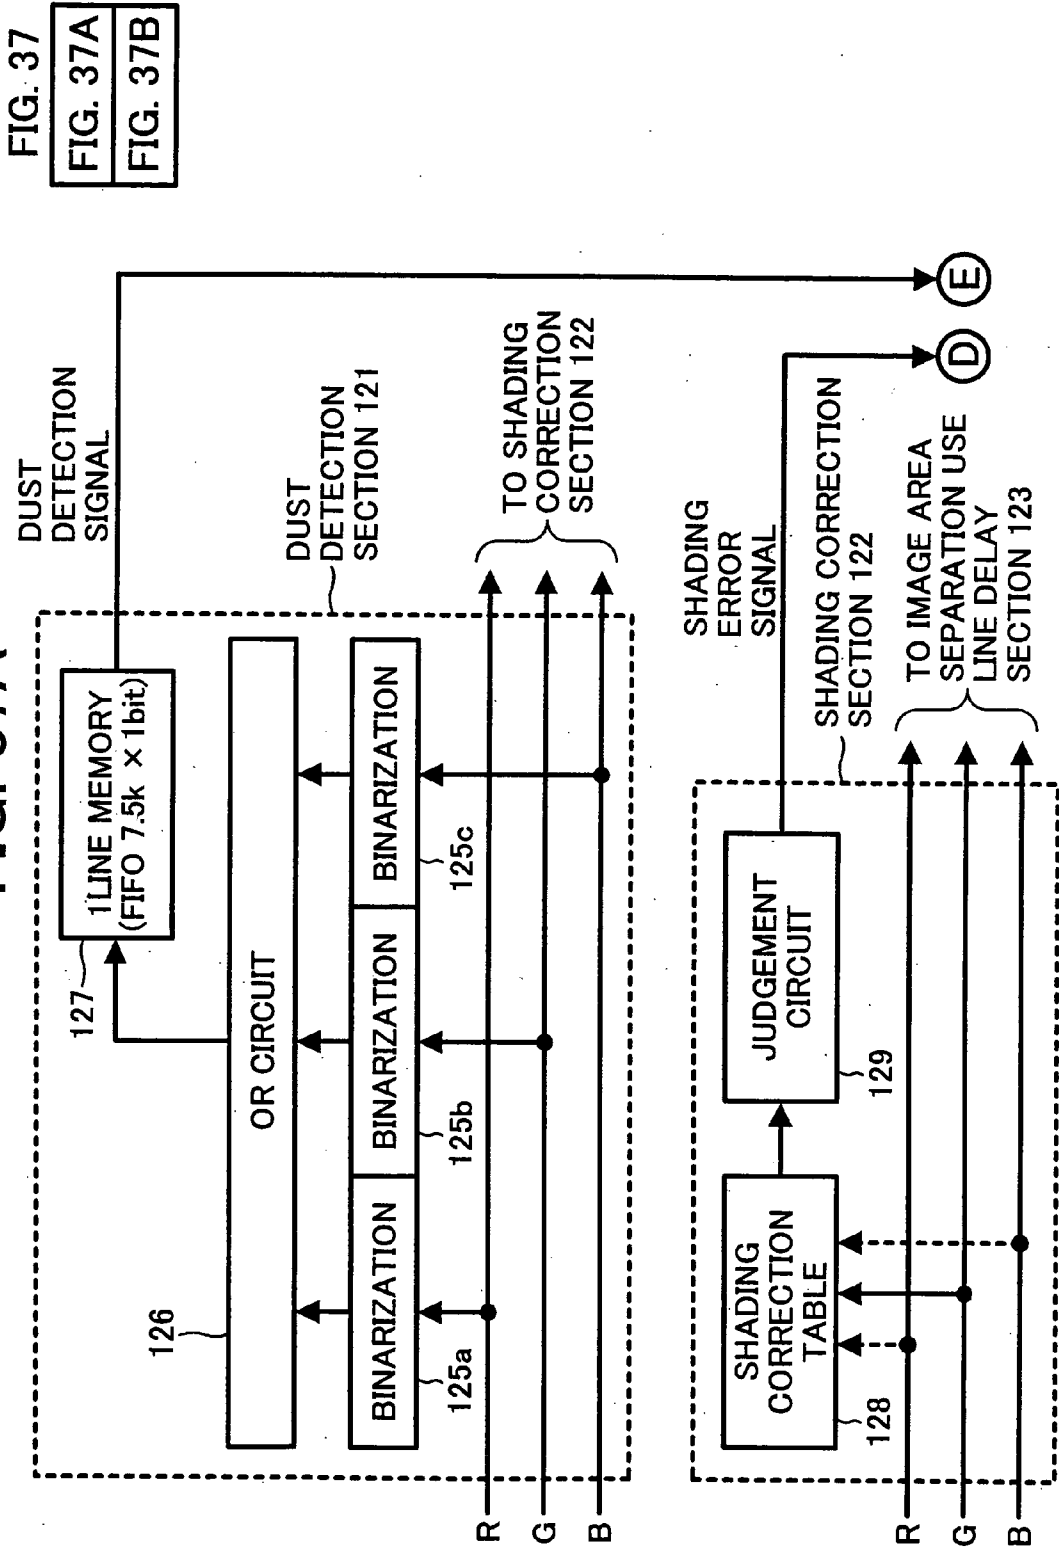 FIG. 37
FIG. 37A
FIG. 37B
DUST
DETECTION
SIGNAL
127
1 LINE MEMORY
(FIFO 7.5k × 1bit)
DUST
DETECTION
SECTION 121
126
OR CIRCUIT
BINARIZATION
BINARIZATION
BINARIZATION
125a
125b
125c
R
G
B
TO SHADING
CORRECTION
SECTION 122
SHADING
ERROR
SIGNAL
D
E
SHADING CORRECTION
SECTION 122
SHADING
CORRECTION
TABLE
128
JUDGEMENT
CIRCUIT
129
R
G
B
TO IMAGE AREA
SEPARATION USE
LINE DELAY
SECTION 123